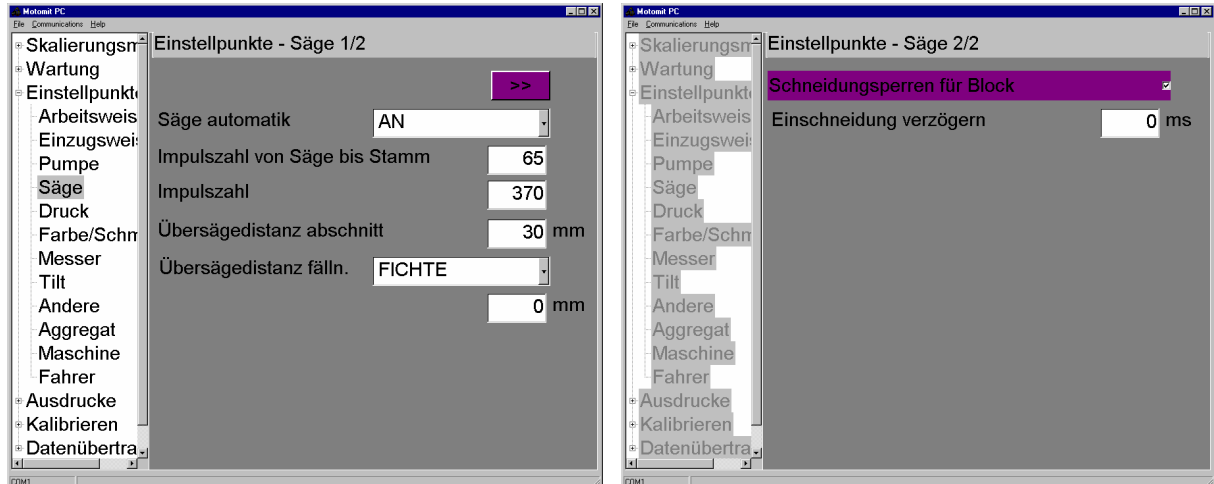 Motomit PC
File Communications Help
Skalierungsm
Wartung
Einstellpunkt
Arbeitsweis
Einzugswei
Pumpe
Säge
Druck
Farbe/Schm
Messer
Tilt
Andere
Aggregat
Maschine
Fahrer
Ausdrucke
Kalibrieren
Datenübertra
Einstellpunkte - Säge 1/2
>>
Säge automatik AN
Impulszahl von Säge bis Stamm 65
Impulszahl 370
Übersägedistanz abschnitt 30 mm
Übersägedistanz fälln. FICHTE
0 mm
COM1
Motomit PC
File Communications Help
Skalierungsm
Wartung
Einstellpunkt
Arbeitsweis
Einzugswei
Pumpe
Säge
Druck
Farbe/Schm
Messer
Tilt
Andere
Aggregat
Maschine
Fahrer
Ausdrucke
Kalibrieren
Datenübertra
Einstellpunkte - Säge 2/2
Schneidungsperren für Block
Einschneidung verzögern 0 ms
COM1